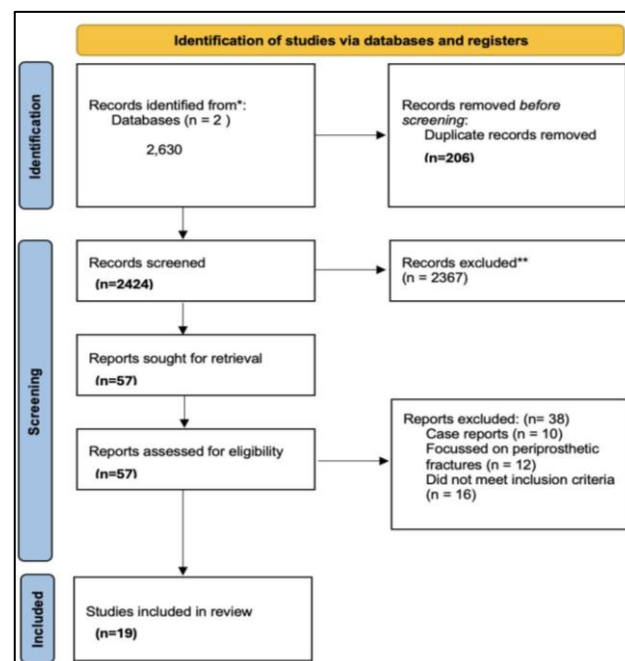 Identification of studies via databases and registers
Identification
Records identified from*:
Databases (n = 2 )
2,630
Records removed before
screening:
Duplicate records removed
(n=206)
Screening
Records screened
(n=2424)
Records excluded**
(n = 2367)
Reports sought for retrieval
(n=57)
Reports assessed for eligibility
(n=57)
Reports excluded: (n= 38)
Case reports (n = 10)
Focussed on periprosthetic
fractures (n = 12)
Did not meet inclusion criteria
(n = 16)
Included
Studies included in review
(n=19)